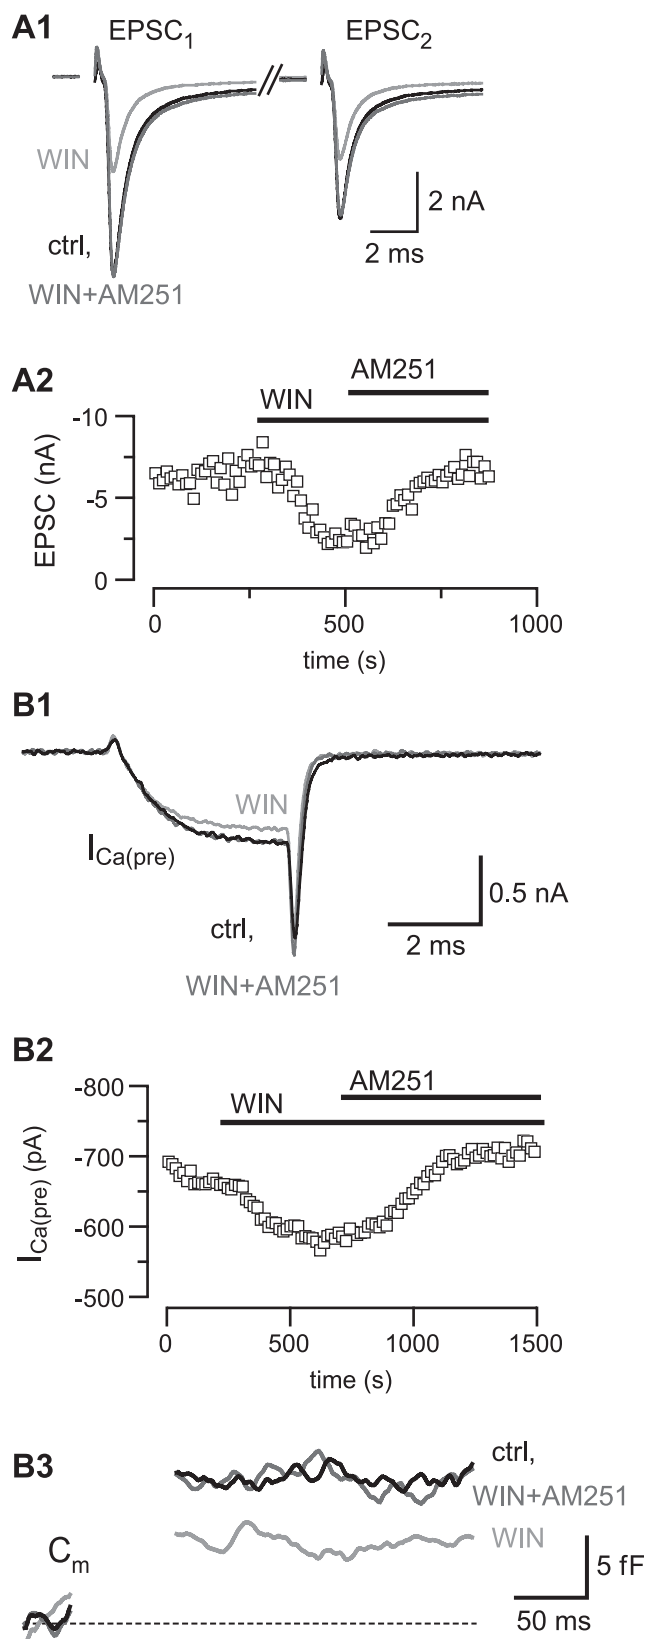 A1
EPSC1 EPSC2
WIN
ctrl,
WIN+AM251
2 nA
2 ms
A2
AM251
WIN
EPSC (nA)
-10
-5
0
0 500 1000
time (s)
B1
WIN
ICa(pre)
ctrl,
WIN+AM251
0.5 nA
2 ms
B2
AM251
WIN
ICa(pre) (pA)
-800
-700
-600
-500
0 500 1000 1500
time (s)
B3
ctrl,
WIN+AM251
WIN
Cm
5 fF
50 ms